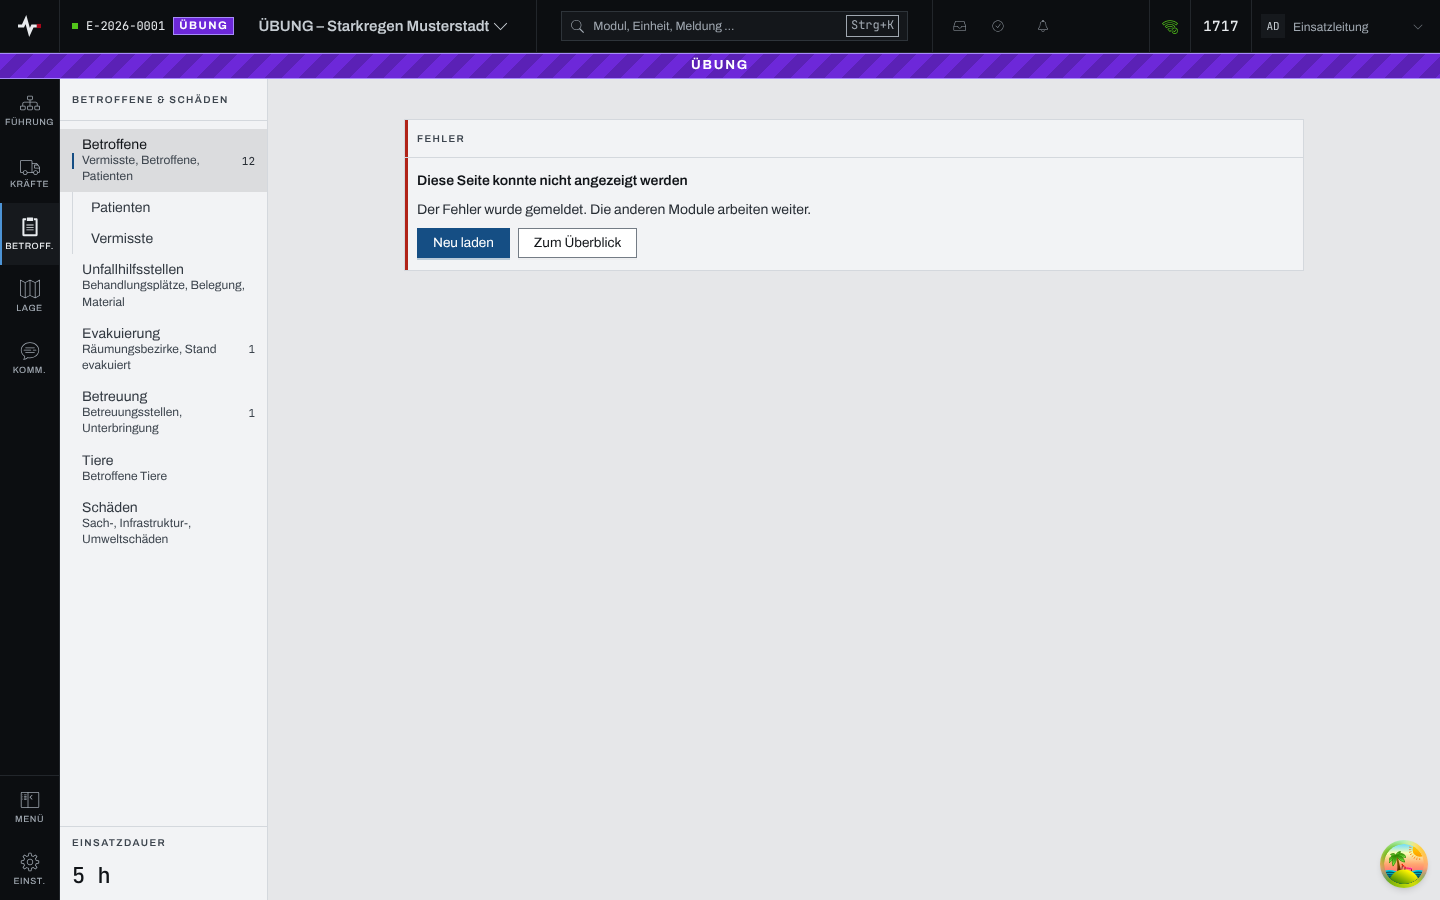 E-2026-0001 ÜBUNG ÜBUNG – Starkregen Musterstadt Modul, Einheit, Meldung ... Strg+K 1717 AD Einsatzleitung
ÜBUNG
FÜHRUNG
KRÄFTE
BETROFF.
LAGE
KOMM.
MENÜ
EINST.
BETROFFENE & SCHÄDEN
Betroffene
Vermisste, Betroffene, 12
Patienten
Patienten
Vermisste
Unfallhilfsstellen
Behandlungsplätze, Belegung,
Material
Evakuierung
Räumungsbezirke, Stand 1
evakuiert
Betreuung
Betreuungsstellen, 1
Unterbringung
Tiere
Betroffene Tiere
Schäden
Sach-, Infrastruktur-,
Umweltschäden
EINSATZDAUER
5 h
FEHLER
Diese Seite konnte nicht angezeigt werden
Der Fehler wurde gemeldet. Die anderen Module arbeiten weiter.
Neu laden Zum Überblick